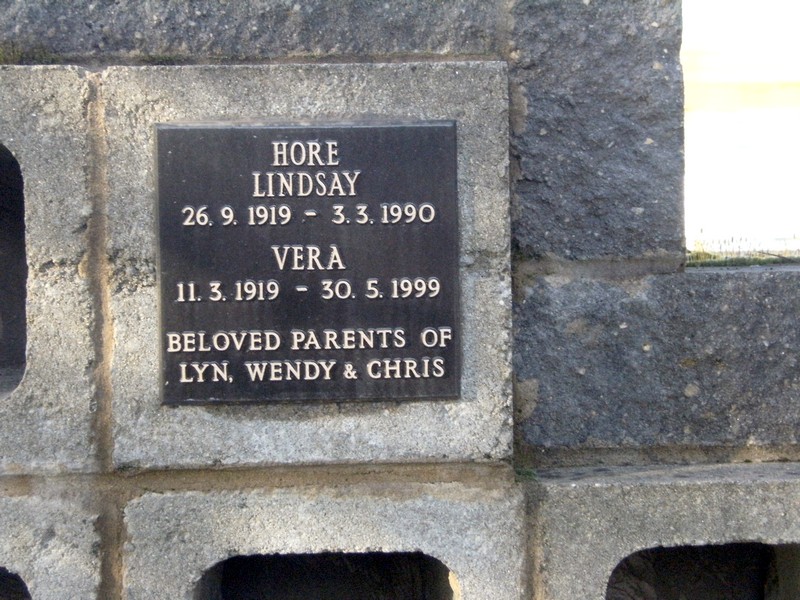 HORE
LINDSAY
26. 9. 1919 - 3. 3. 1990
VERA
11. 3. 1919 - 30. 5. 1999
BELOVED PARENTS OF
LYN, WENDY & CHRIS